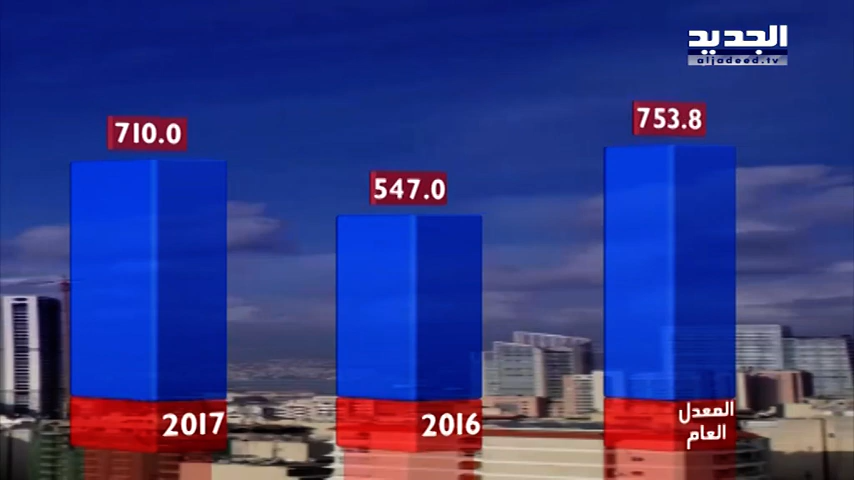 الجديد
aljadeed.tv
753.8
547.0
710.0
المعدل
العام
2016
2017